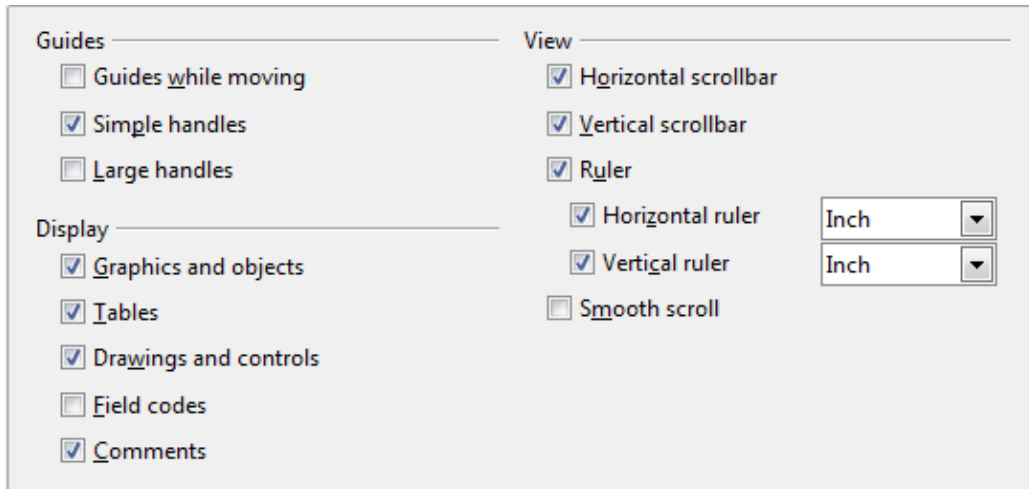 Guides
Guides while moving
Simple handles
Large handles
Display
Graphics and objects
Tables
Drawings and controls
Field codes
Comments
View
Horizontal scrollbar
Vertical scrollbar
Ruler
Horizontal ruler Inch
Vertical ruler Inch
Smooth scroll